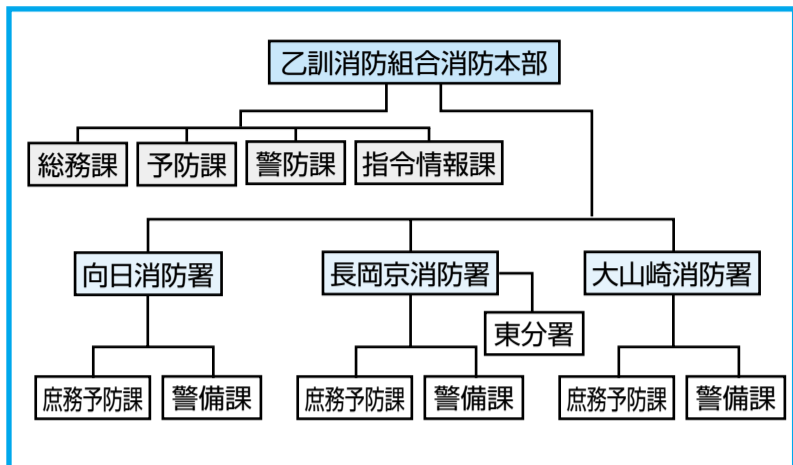 乙訓消防組合消防本部
総務課
予防課
警防課
指令情報課
向日消防署
長岡京消防署
大山崎消防署
東分署
庶務予防課
警備課
庶務予防課
警備課
庶務予防課
警備課